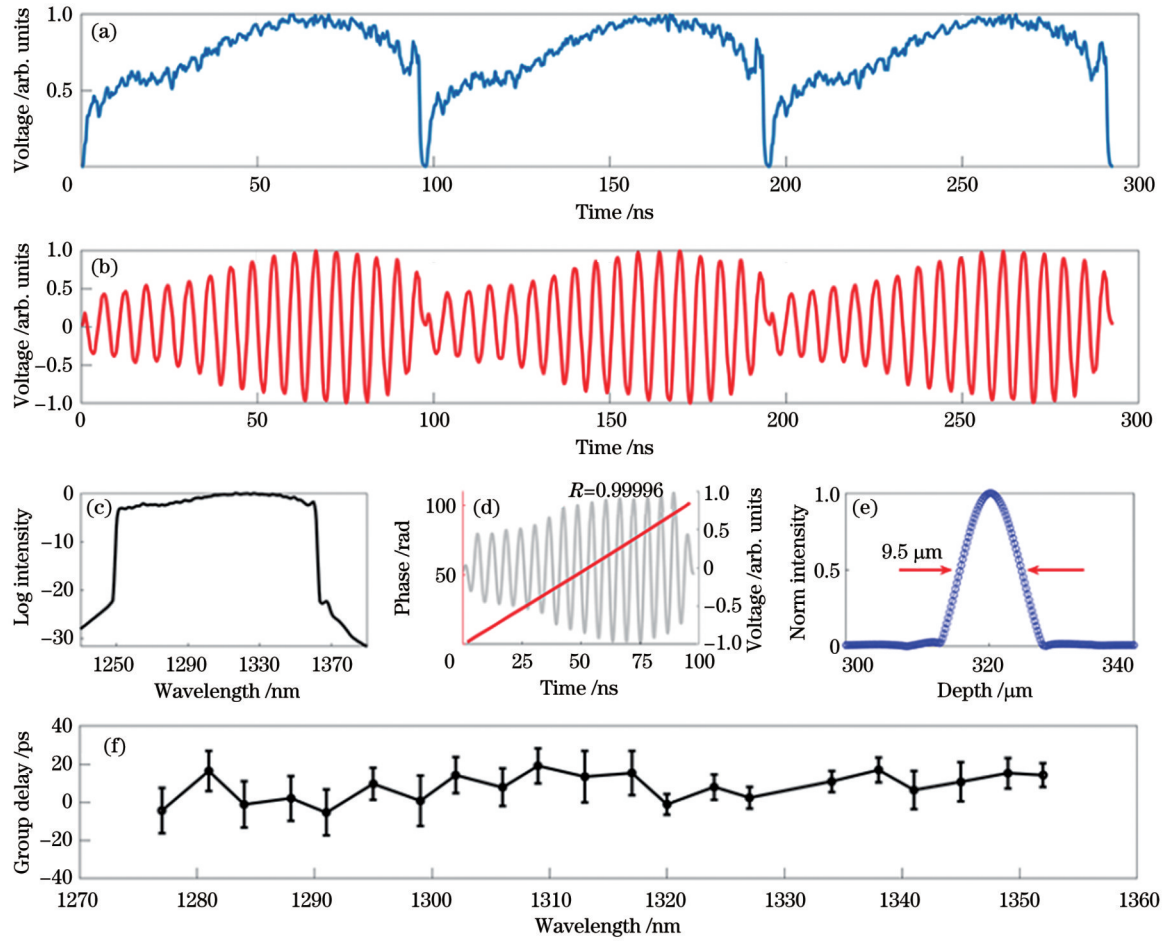 (a)
Voltage /arb. units
1.0
0.5
0 50 100 150 200 250 300
Time /ns
(b)
Voltage /arb. units
1.0
0.5
0
−0.5
−1.0
0 50 100 150 200 250 300
Time /ns
(c)
Log intensity
0
−10
−20
−30
1250 1290 1330 1370
Wavelength /nm
R=0.99996
(d)
Phase /rad
100
50
Voltage /arb. units
1.0
0.5
0
−0.5
−1.0
0 25 50 75 100
Time /ns
(e)
Norm intensity
1.0
0.5
0
9.5 μm
300 320 340
Depth /μm
(f)
Group delay /ps
40
20
0
−20
−40
1270 1280 1290 1300 1310 1320 1330 1340 1350 1360
Wavelength /nm